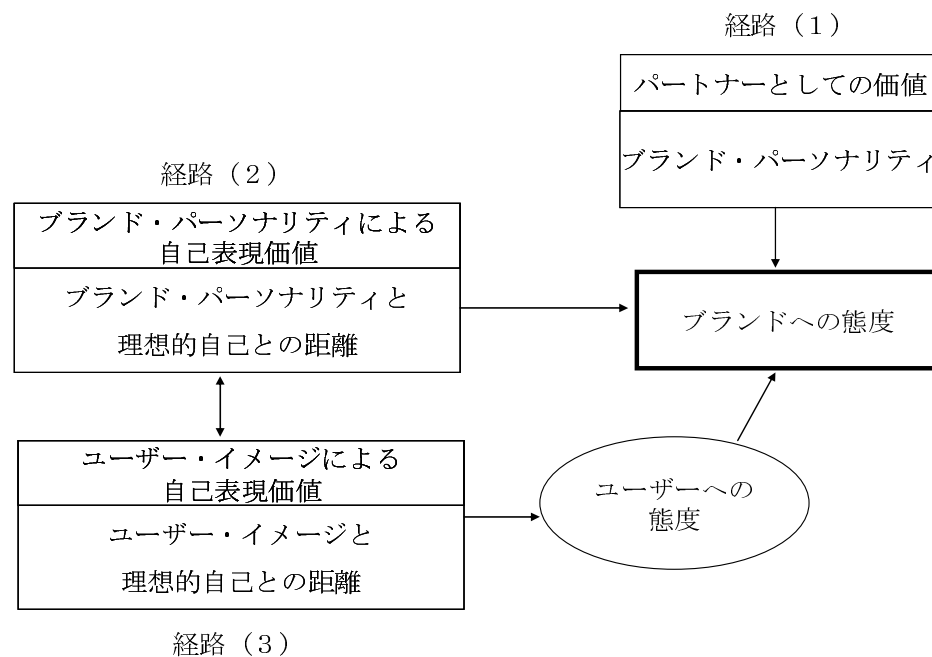 経路（１）
パートナーとしての価値
ブランド・パーソナリティ
経路（２）
ブランド・パーソナリティによる
自己表現価値
ブランド・パーソナリティと
理想的自己との距離
ブランドへの態度
ユーザー・イメージによる
自己表現価値
ユーザー・イメージと
理想的自己との距離
ユーザーへの
態度
経路（３）